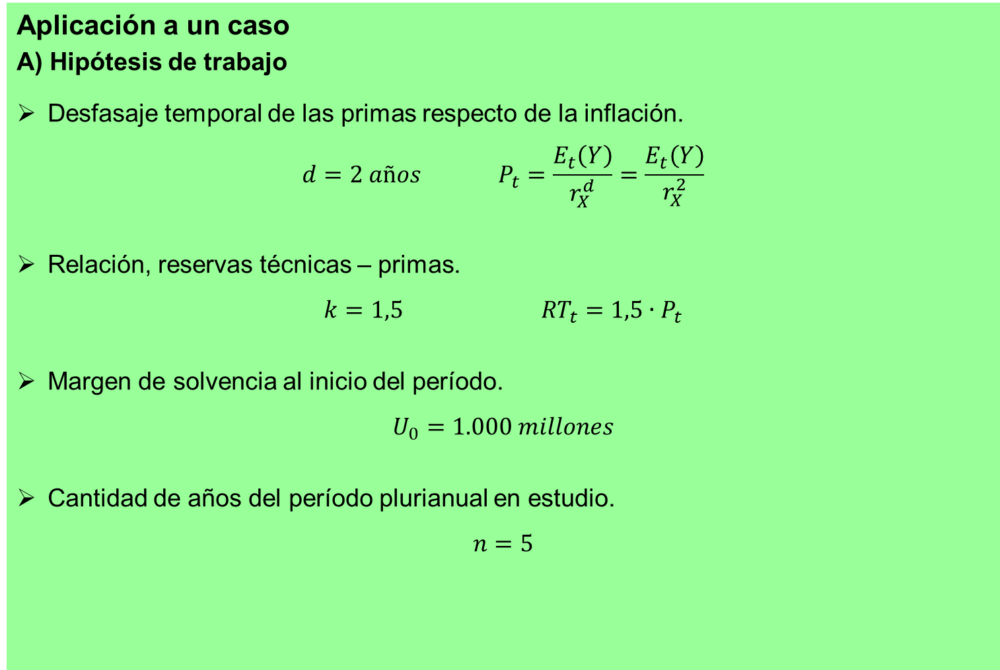 Aplicación a un caso
A) Hipótesis de trabajo
➢ Desfasaje temporal de las primas respecto de la inflación.
$d = 2\ años \qquad P_t = \frac{E_t(Y)}{r_X^d} = \frac{E_t(Y)}{r_X^2}$
➢ Relación, reservas técnicas – primas.
$k = 1,5 \qquad RT_t = 1,5 \cdot P_t$
➢ Margen de solvencia al inicio del período.
$U_0 = 1.000\ millones$
➢ Cantidad de años del período plurianual en estudio.
$n = 5$